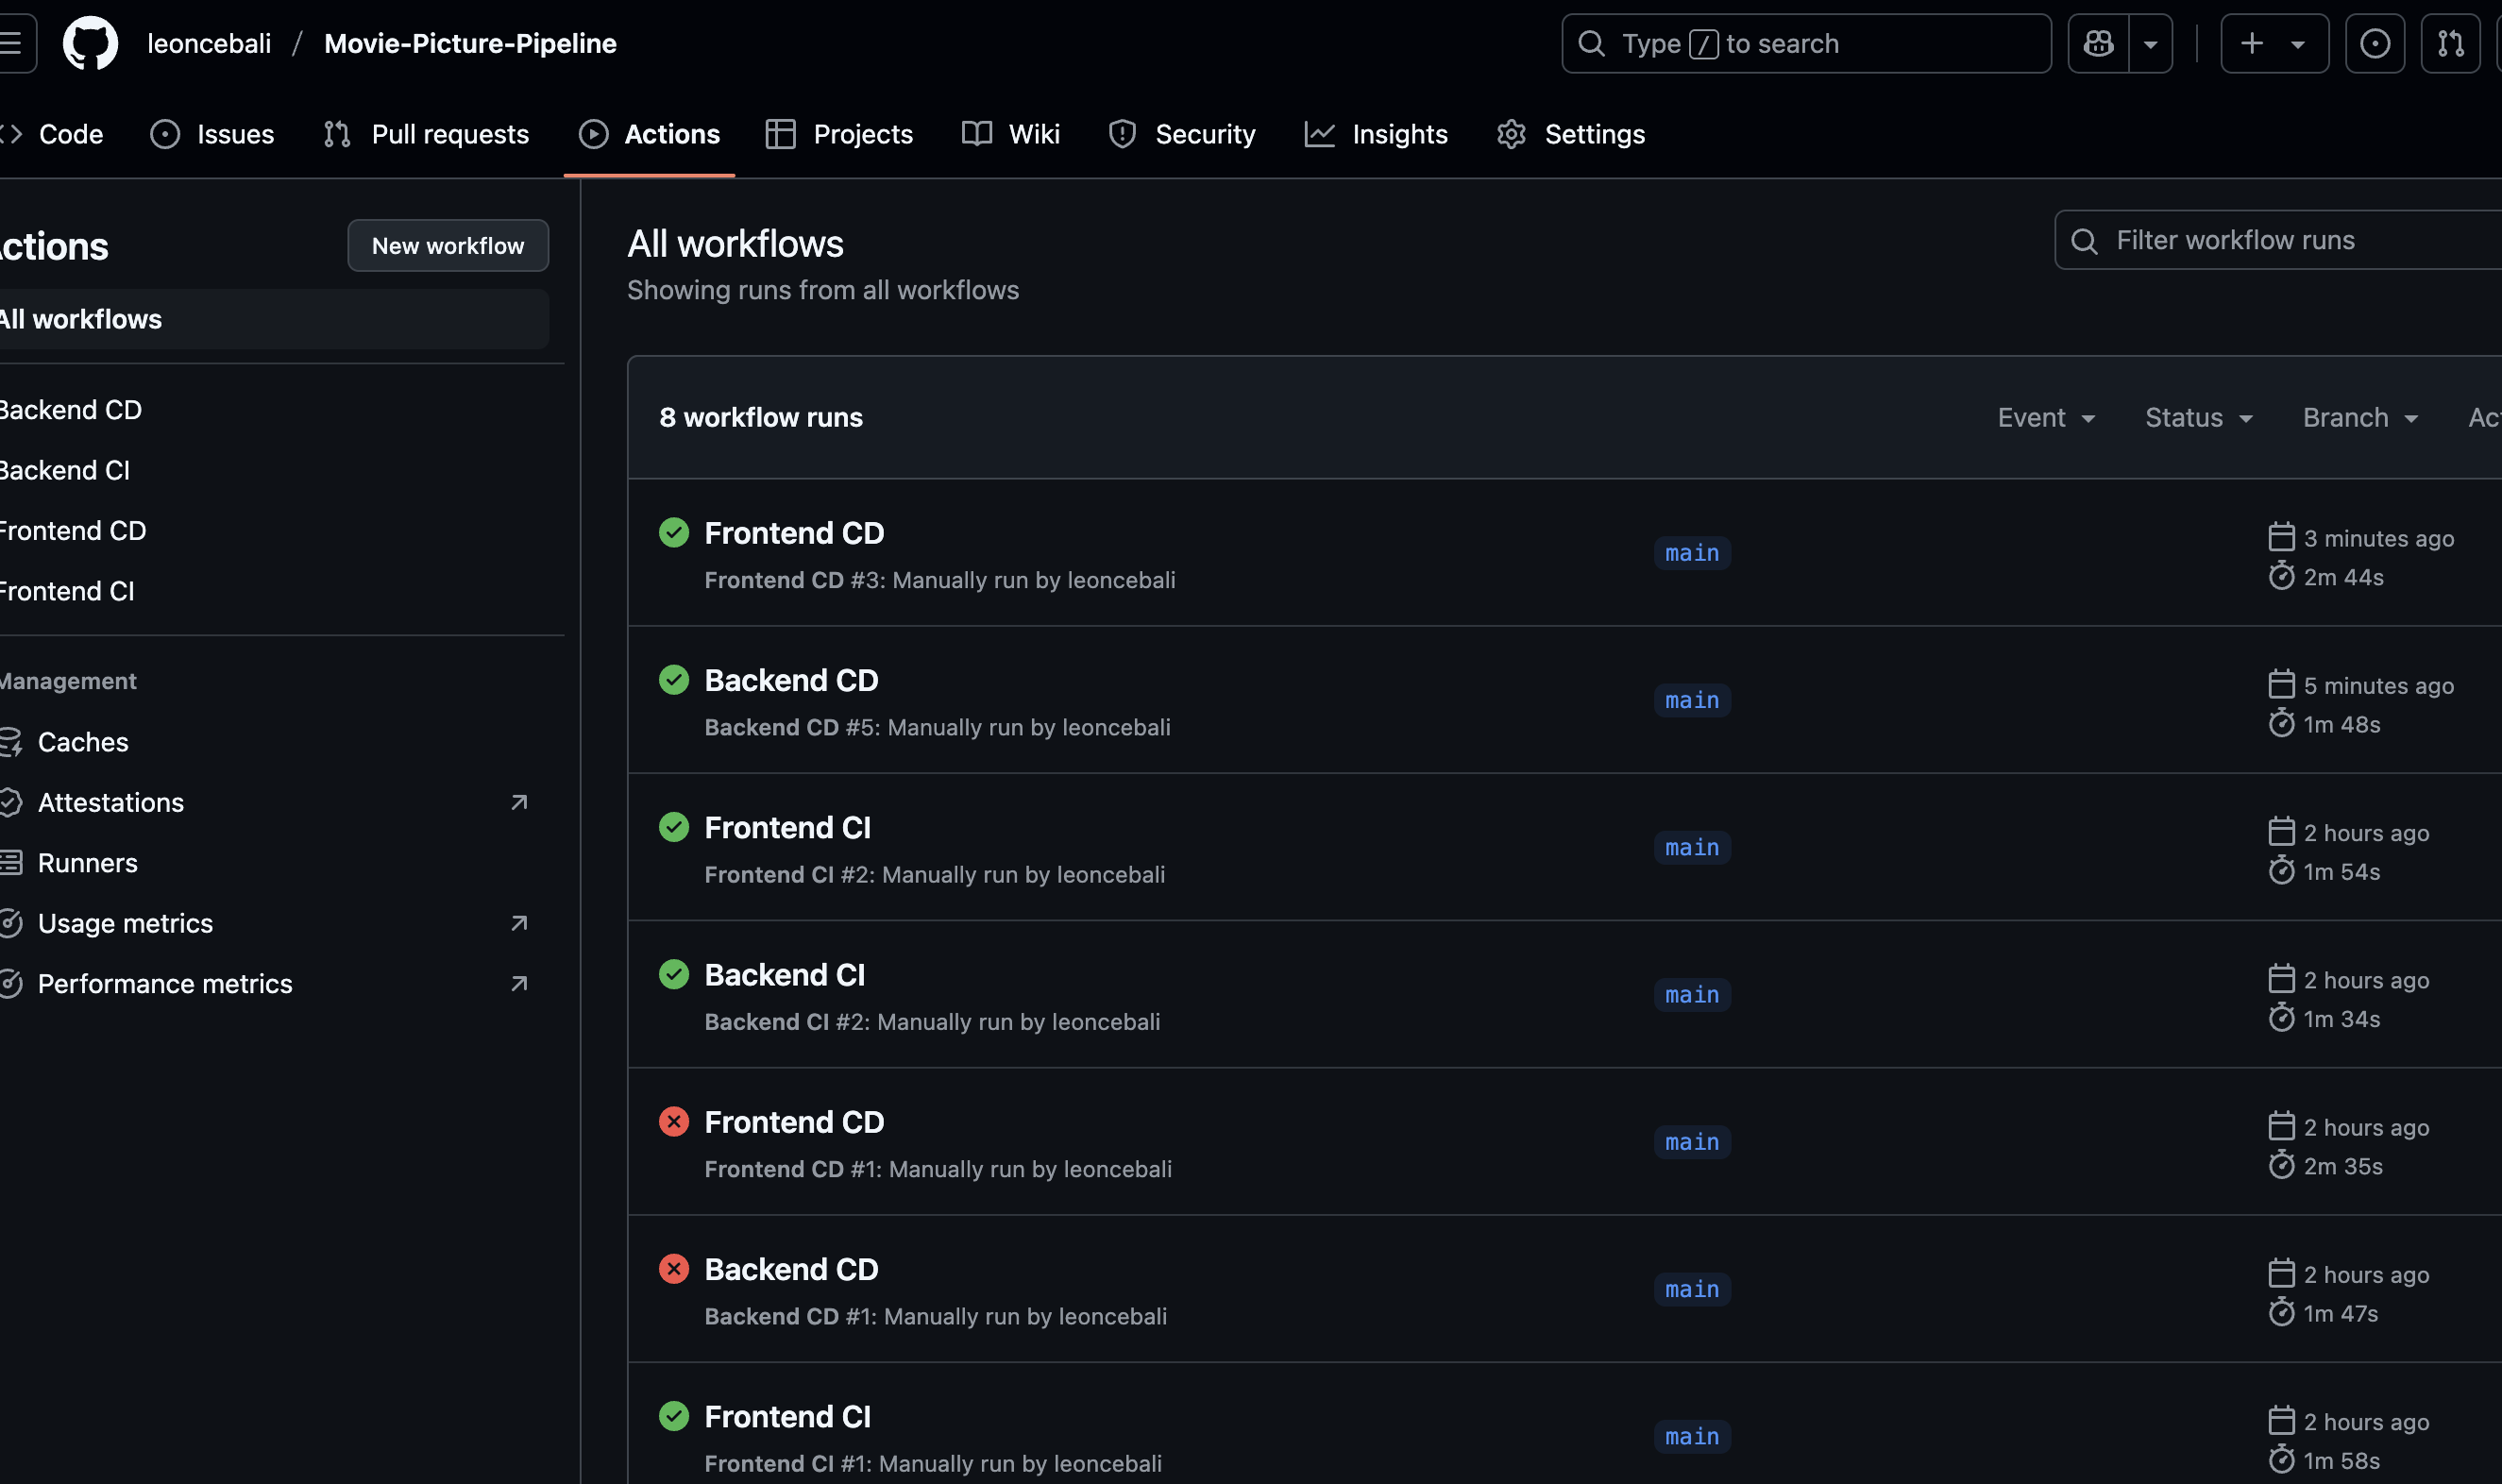 leoncebali / Movie-Picture-Pipeline
Type / to search
Code
Issues
Pull requests
Actions
Projects
Wiki
Security
Insights
Settings
ctions
New workflow
All workflows
Backend CD
Backend CI
Frontend CD
Frontend CI
Management
Caches
Attestations
Runners
Usage metrics
Performance metrics
All workflows
Showing runs from all workflows
Filter workflow runs
8 workflow runs
Event
Status
Branch
Act
Frontend CD
Frontend CD #3: Manually run by leoncebali
main
3 minutes ago
2m 44s
Backend CD
Backend CD #5: Manually run by leoncebali
main
5 minutes ago
1m 48s
Frontend CI
Frontend CI #2: Manually run by leoncebali
main
2 hours ago
1m 54s
Backend CI
Backend CI #2: Manually run by leoncebali
main
2 hours ago
1m 34s
Frontend CD
Frontend CD #1: Manually run by leoncebali
main
2 hours ago
2m 35s
Backend CD
Backend CD #1: Manually run by leoncebali
main
2 hours ago
1m 47s
Frontend CI
Frontend CI #1: Manually run by leoncebali
main
2 hours ago
1m 58s